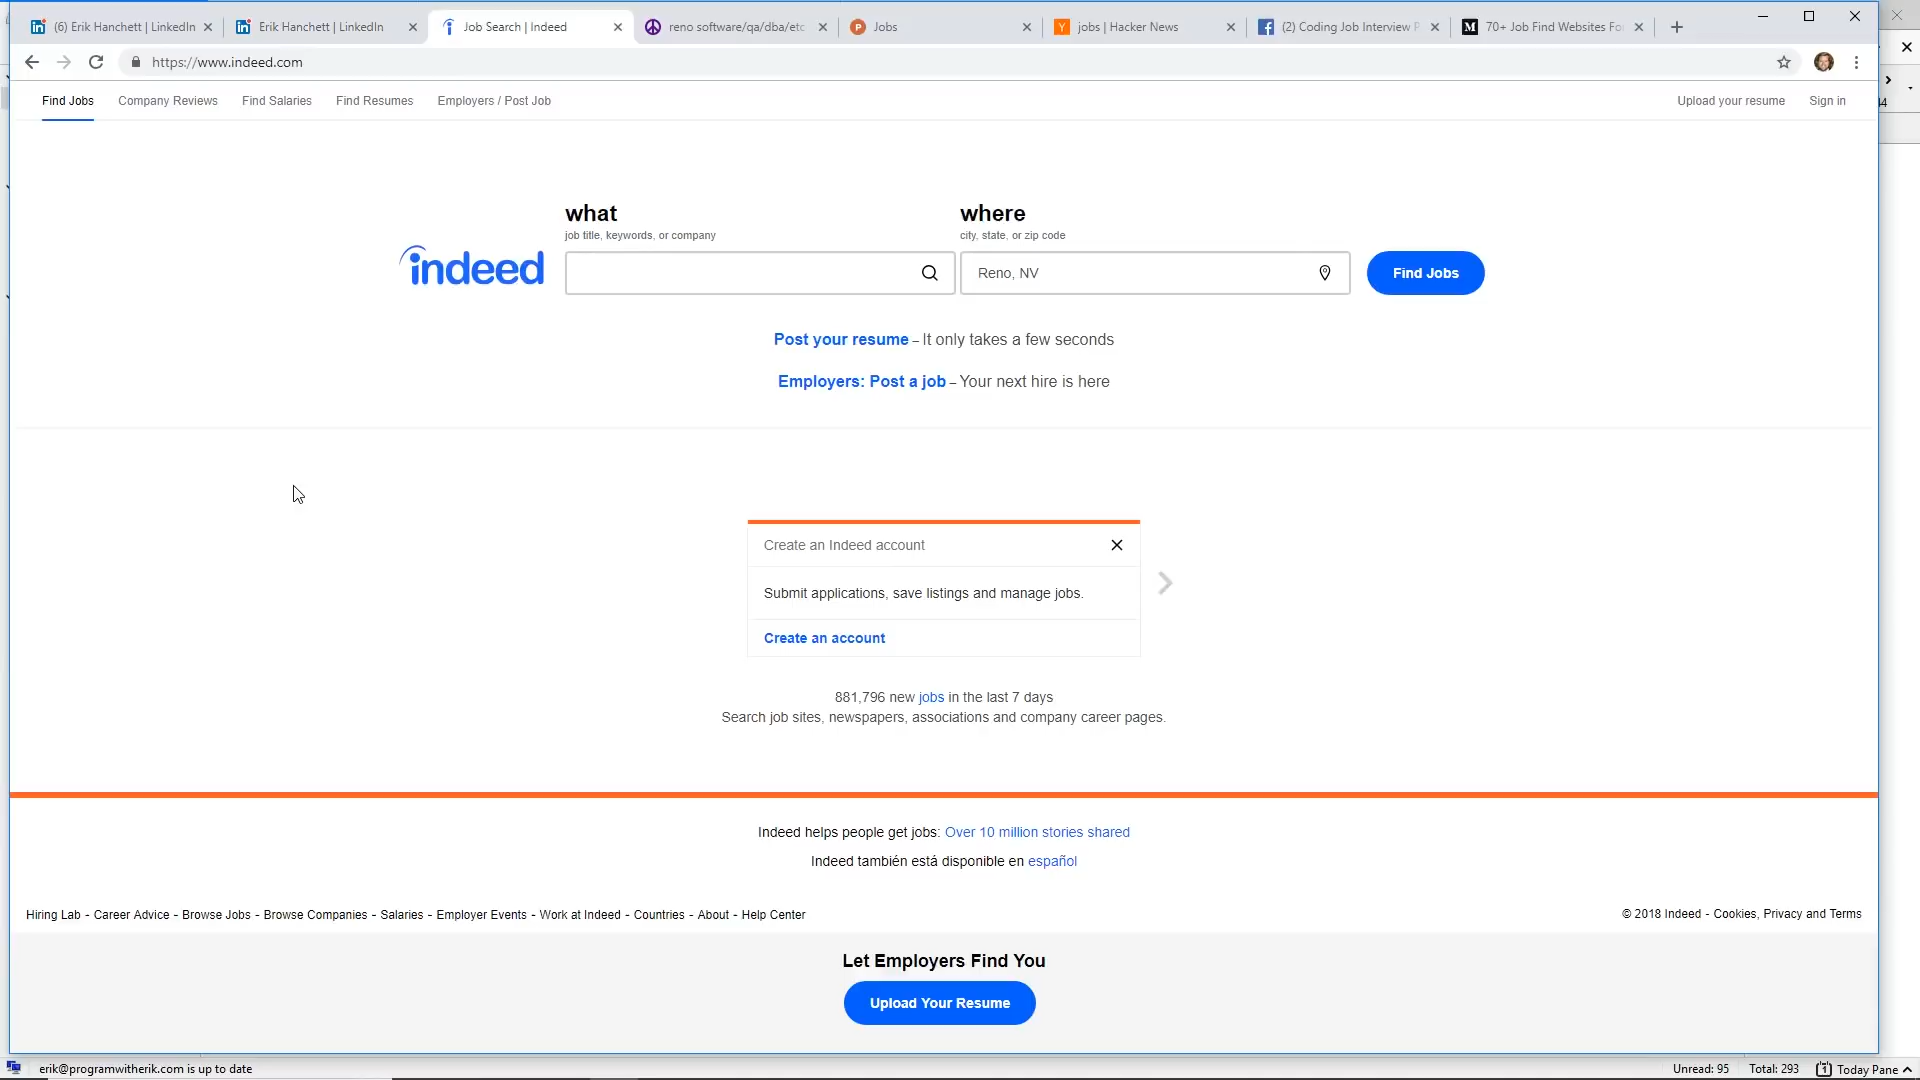 (6) Erik Hanchett | LinkedIn
Erik Hanchett | LinkedIn
Job Search | Indeed
reno software/qa/dba/etc
Jobs
jobs | Hacker News
(2) Coding Job Interview P
70+ Job Find Websites Fo
https://www.indeed.com
Find Jobs Company Reviews Find Salaries Find Resumes Employers / Post Job Upload your resume Sign in
what
job title, keywords, or company
where
city, state, or zip code
indeed
Reno, NV
Find Jobs
Post your resume – It only takes a few seconds
Employers: Post a job – Your next hire is here
Create an Indeed account
Submit applications, save listings and manage jobs.
Create an account
881,796 new jobs in the last 7 days
Search job sites, newspapers, associations and company career pages.
Indeed helps people get jobs: Over 10 million stories shared
Indeed también está disponible en español
Hiring Lab - Career Advice - Browse Jobs - Browse Companies - Salaries - Employer Events - Work at Indeed - Countries - About - Help Center
© 2018 Indeed - Cookies, Privacy and Terms
Let Employers Find You
Upload Your Resume
erik@programwitherik.com is up to date
Unread: 95 Total: 293 Today Pane